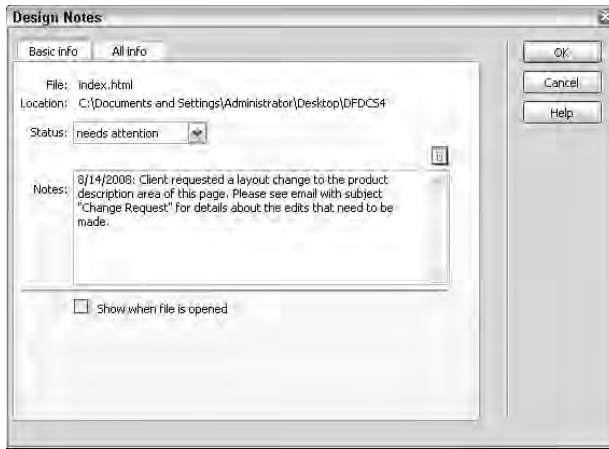 Design Notes
Basic info
All info
OK
Cancel
Help
File: index.html
Location: C:\Documents and Settings\Administrator\Desktop\DFDCS4
Status: needs attention
Notes: 8/14/2008: Client requested a layout change to the product
description area of this page. Please see email with subject
"Change Request" for details about the edits that need to be
made.
Show when file is opened